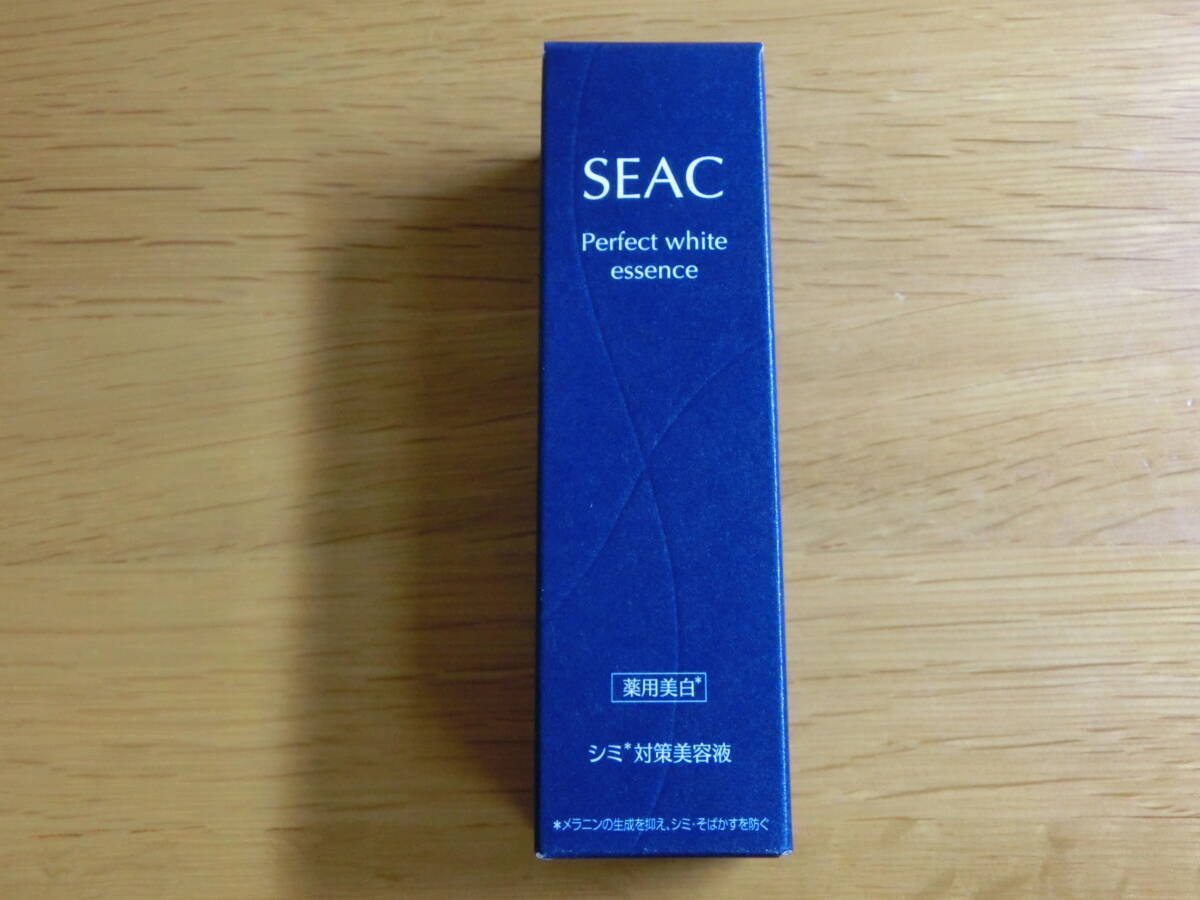 SEAC
Perfect white
essence
薬用美白*
シミ*対策美容液
*メラニンの生成を抑え、シミ・そばかすを防ぐ